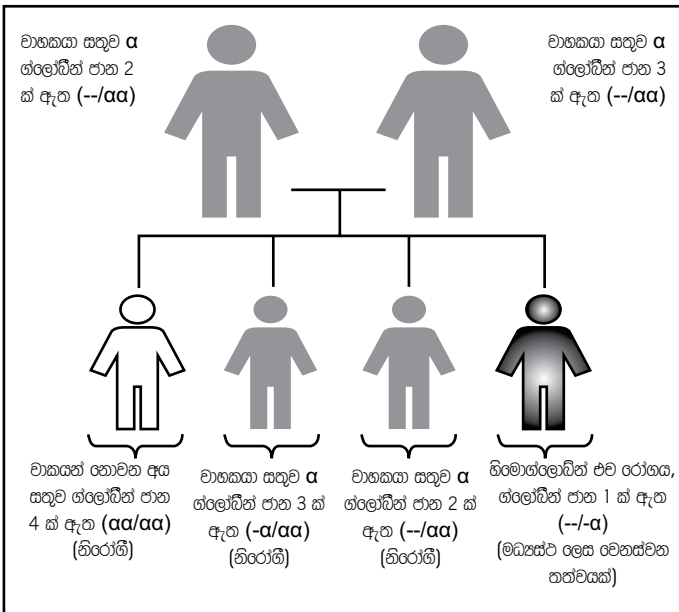 වාහකයා සතුව α
ග්ලෝබීන් ජාන 2
ක් ඇත (--/αα)
වාහකයා සතුව α
ග්ලෝබීන් ජාන 3
ක් ඇත (--/αα)
වාකයන් නොවන අය
සතුව ග්ලෝබීන් ජාන
4 ක් ඇත (αα/αα)
(නිරෝගී)
වාහකයා සතුව α
ග්ලෝබීන් ජාන 3 ක්
ඇත (-α/αα)
(නිරෝගී)
වාහකයා සතුව α
ග්ලෝබීන් ජාන 2 ක්
ඇත (--/αα)
(නිරෝගී)
හිමොග්ලොබින් එච රෝගය,
ග්ලෝබීන් ජාන 1 ක් ඇත
(--/-α)
(මධ්‍යස්ථ ලෙස වෙනස්වන
තත්වයක්)